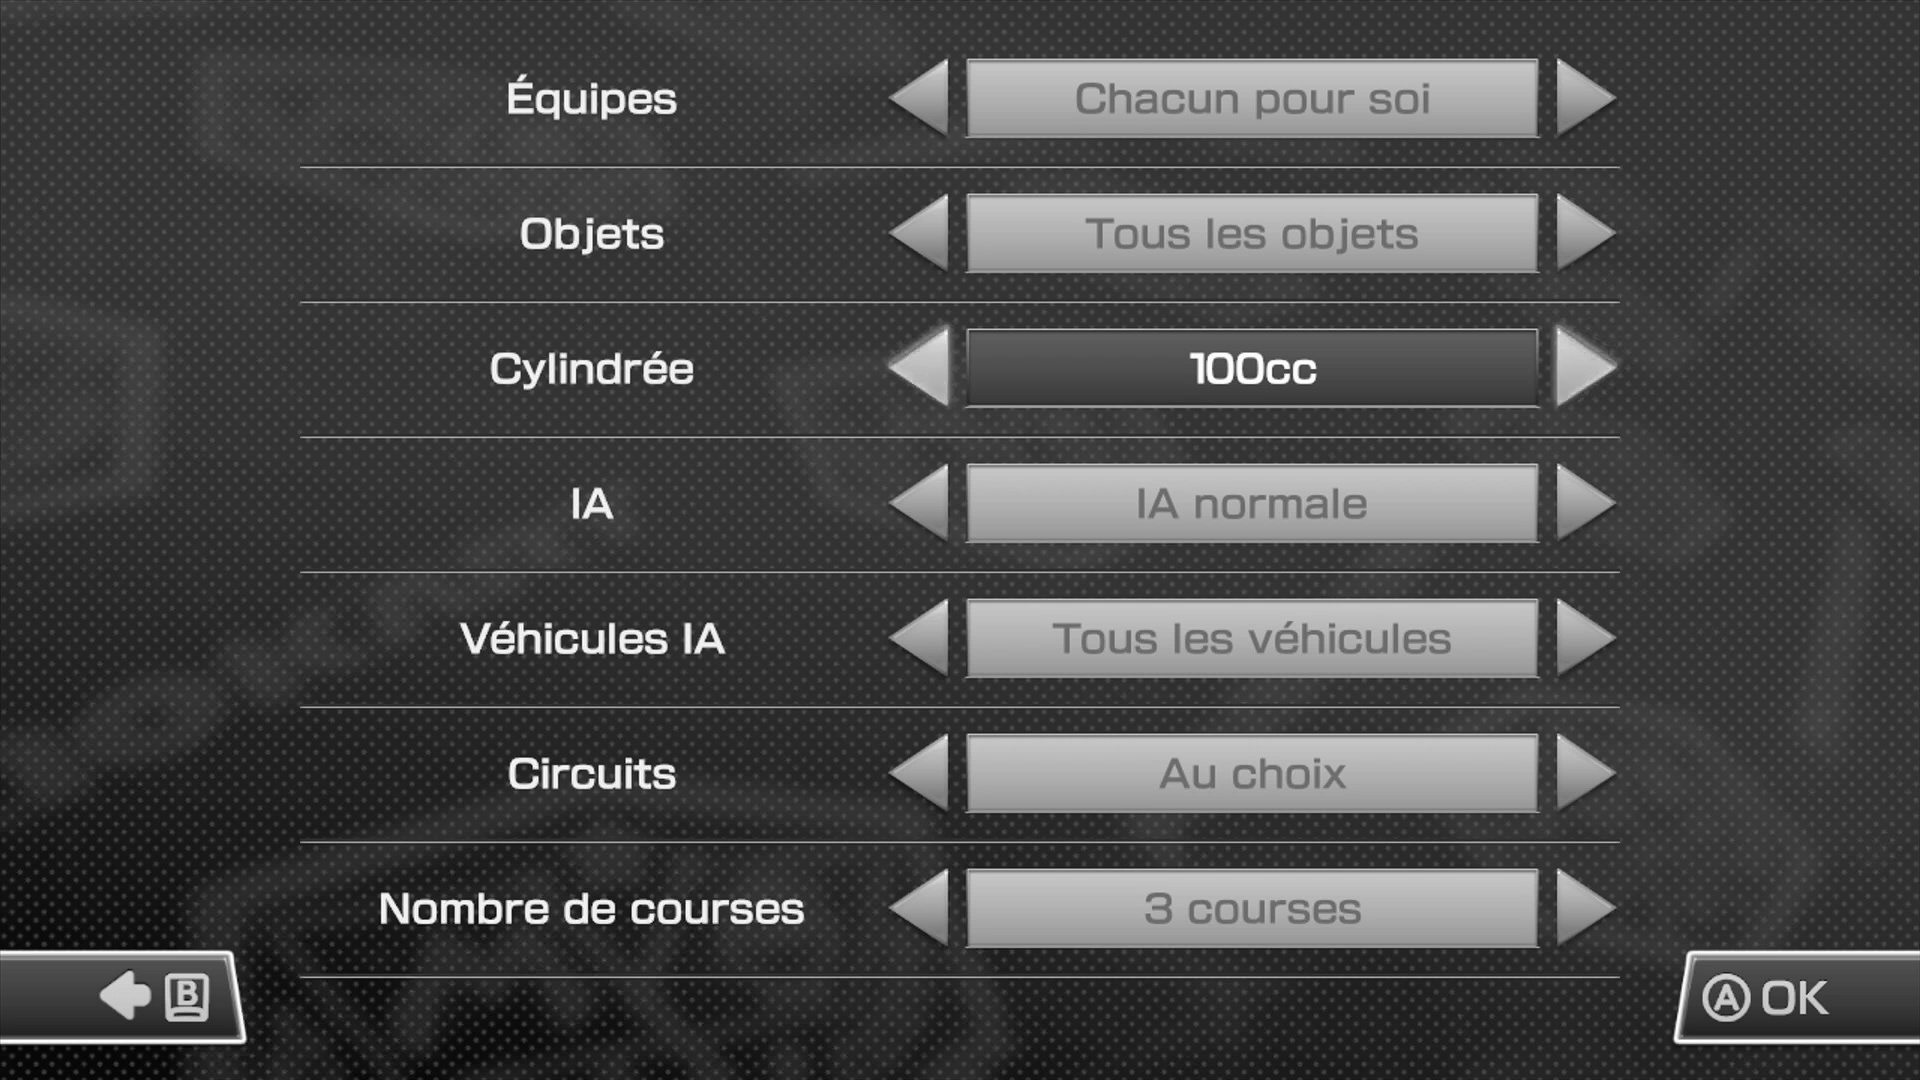 Équipes
Chacun pour soi
Objets
Tous les objets
Cylindrée
100cc
IA
IA normale
Véhicules IA
Tous les véhicules
Circuits
Au choix
Nombre de courses
3 courses
B
A OK